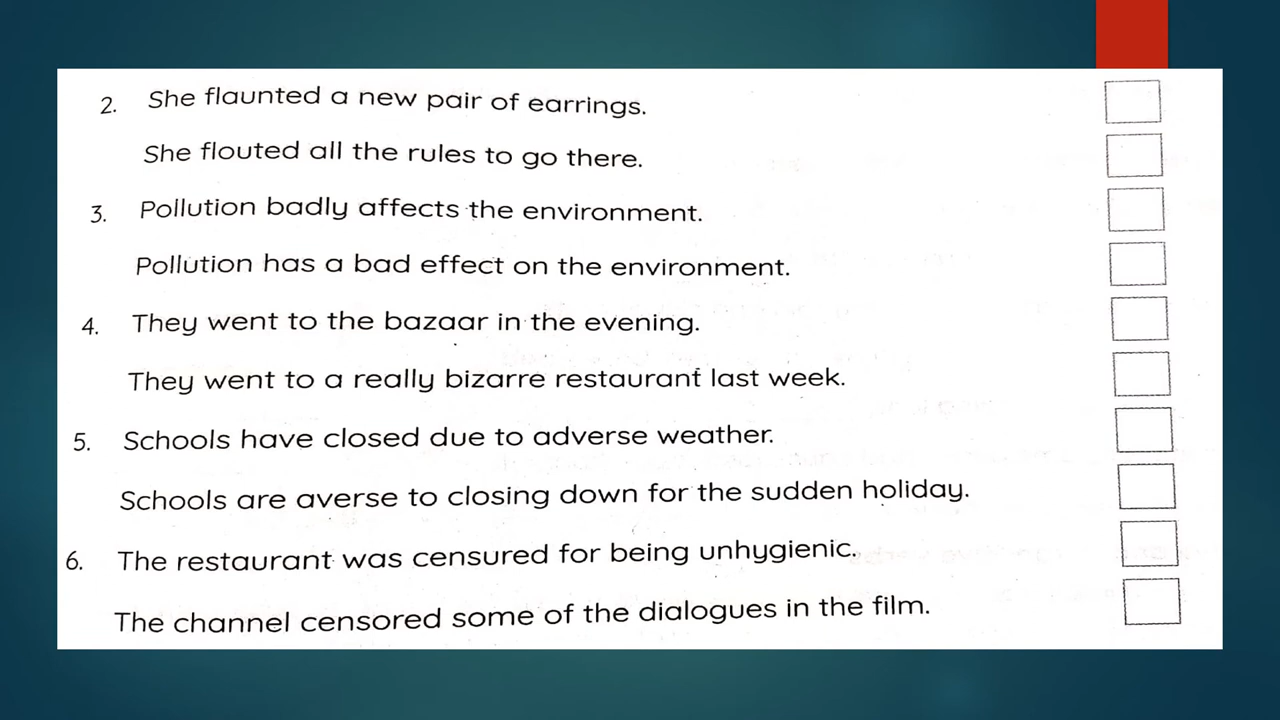 2. She flaunted a new pair of earrings.
She flouted all the rules to go there.
3. Pollution badly affects the environment.
Pollution has a bad effect on the environment.
4. They went to the bazaar in the evening.
They went to a really bizarre restaurant last week.
5. Schools have closed due to adverse weather.
Schools are averse to closing down for the sudden holiday.
6. The restaurant was censured for being unhygienic.
The channel censored some of the dialogues in the film.